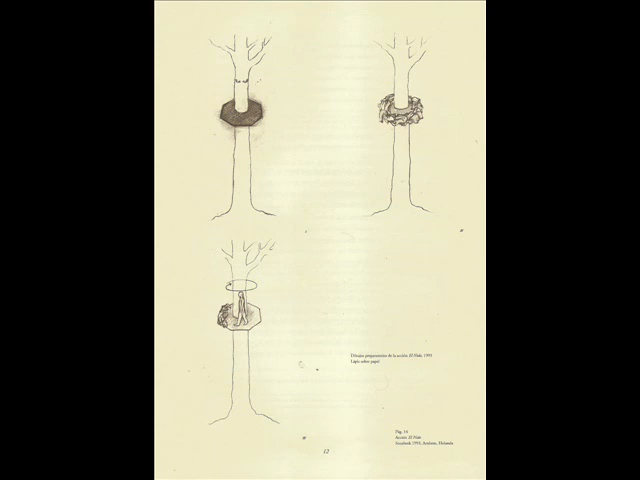 Dibujos preparatorios de la acción El Nido, 1993
Lápiz sobre papel
Fig. 14
Acción El Nido
Arnhem, Holanda
12